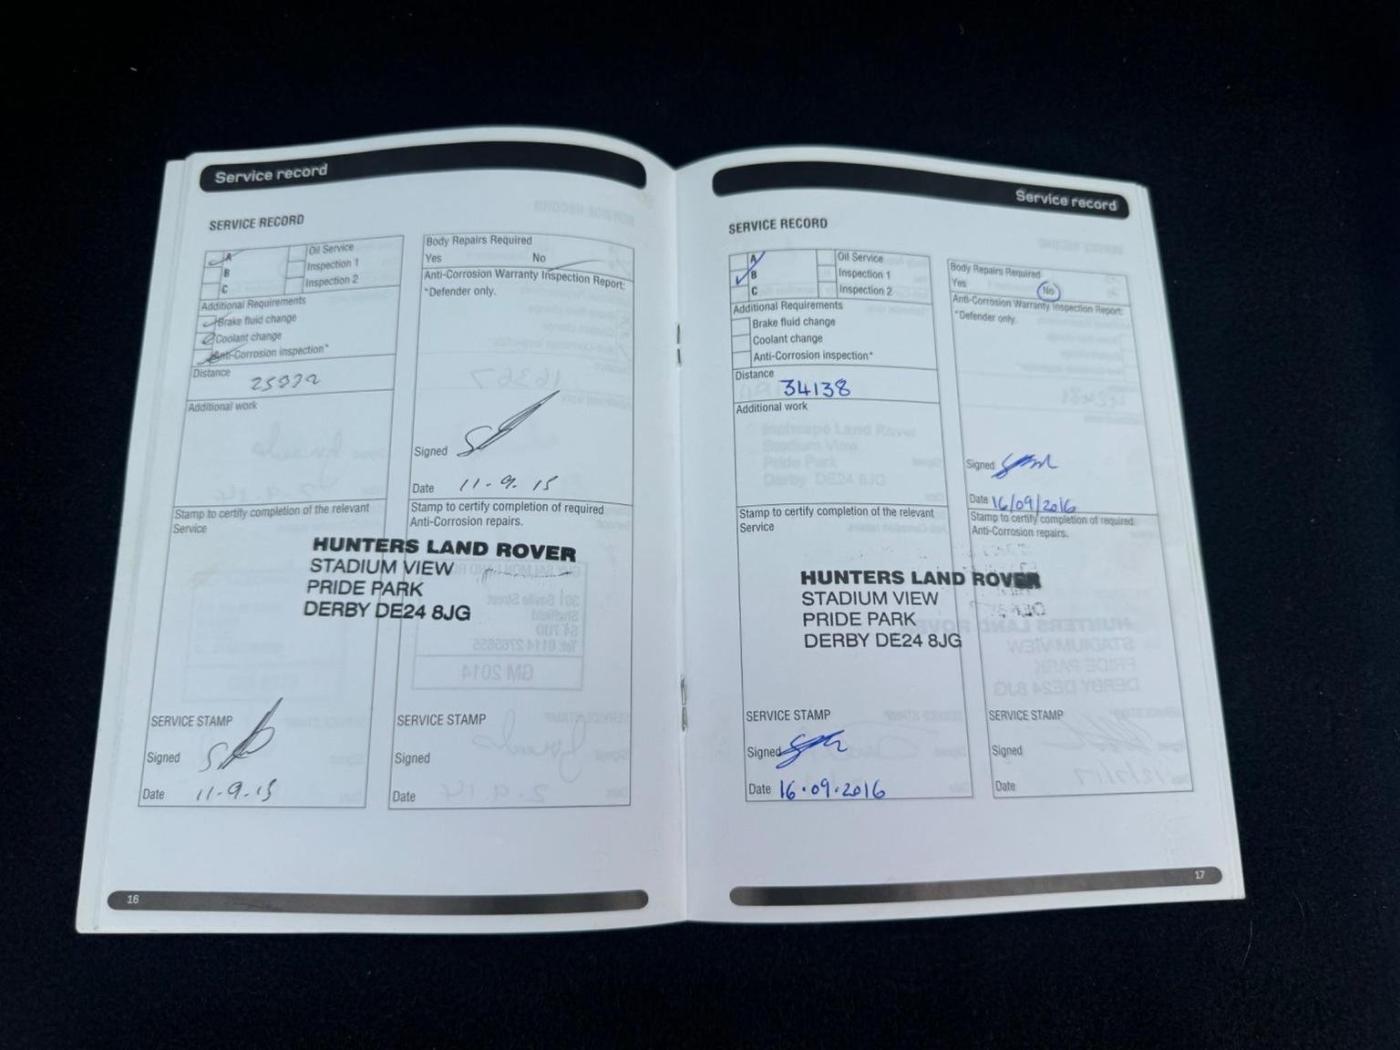 Service record
SERVICE RECORD
A
B
C
Oil Service
Inspection 1
Inspection 2
Additional Requirements
Brake fluid change
Coolant change
Anti-Corrosion inspection*
Distance
Additional work
Stamp to certify completion of the relevant
Service
SERVICE STAMP
Signed
Date 11.9.15
Body Repairs Required
Yes No
Anti-Corrosion Warranty Inspection Report:
*Defender only.
Signed
Date 11.9.15
Stamp to certify completion of required
Anti-Corrosion repairs.
HUNTERS LAND ROVER
STADIUM VIEW
PRIDE PARK
DERBY DE24 8JG
SERVICE STAMP
Signed
Date
16
Service record
SERVICE RECORD
A
B
C
Oil Service
Inspection 1
Inspection 2
Additional Requirements
Brake fluid change
Coolant change
Anti-Corrosion inspection*
Distance
34138
Additional work
Stamp to certify completion of the relevant
Service
SERVICE STAMP
Signed
Date 16.09.2016
Body Repairs Required
Yes No
Anti-Corrosion Warranty Inspection Report:
*Defender only.
Signed
Date 16/09/2016
Stamp to certify completion of required
Anti-Corrosion repairs.
HUNTERS LAND ROVER
STADIUM VIEW
PRIDE PARK
DERBY DE24 8JG
SERVICE STAMP
Signed
Date
17